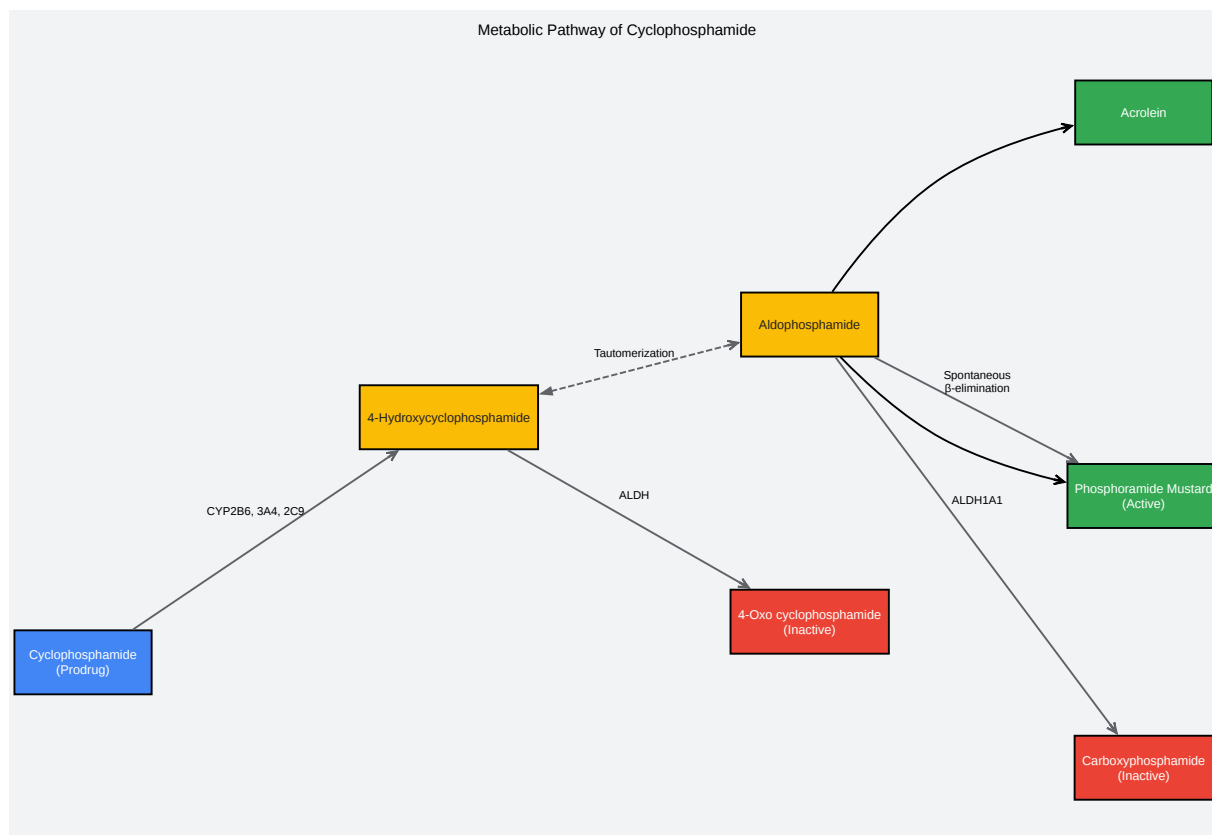 Metabolic Pathway of Cyclophosphamide
Acrolein
Aldophosphamide
Tautomerization
Spontaneous
β-elimination
4-Hydroxycyclophosphamide
Phosphoramide Mustard
(Active)
ALDH
ALDH1A1
CYP2B6, 3A4, 2C9
4-Oxo cyclophosphamide
(Inactive)
Cyclophosphamide
(Prodrug)
Carboxyphosphamide
(Inactive)